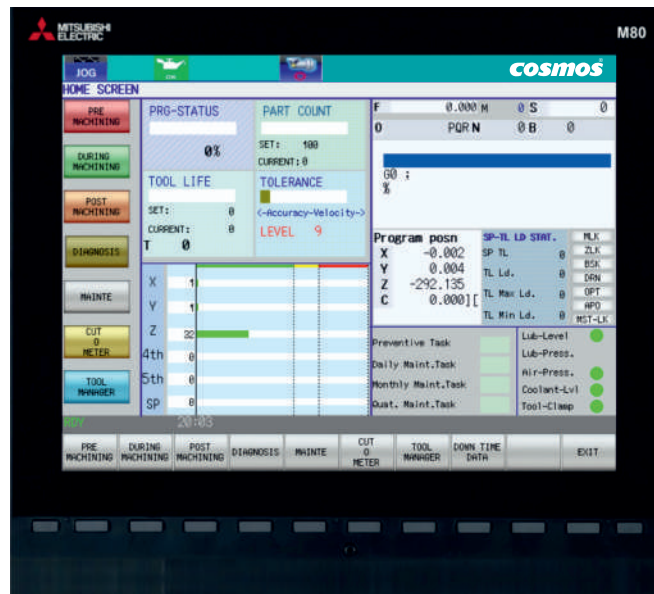 MITSUBISHI
ELECTRIC
M80
JOG
cosmos
HOME SCREEN
PRE
MACHINING
DURING
MACHINING
POST
MACHINING
DIAGNOSIS
MAINTE
CUT
O
METER
TOOL
MANAGER
PRG-STATUS
0%
PART COUNT
SET: 100
CURRENT: 0
TOOL LIFE
SET: 0
CURRENT: 0
T 0
TOLERANCE
<-Accuracy-Velocity->
LEVEL 9
F 0.000 M 0 S 0
O PQR N 0 B 0
G0 ;
%
Program posn
X -0.002
Y 0.004
Z -292.135
C 0.000][
SP-TL LD STAT.
SP TL 0
TL Ld. 0
TL Max Ld. 0
TL Min Ld. 0
MLK
ZLK
BSK
DRN
OPT
APO
MST-LK
X 1
Y 1
Z 32
4th 0
5th 0
SP 0
Preventive Task
Daily Maint.Task
Monthly Maint.Task
Quat. Maint.Task
Lub-Level
Lub-Press.
Air-Press.
Coolant-Lvl
Tool-Clamp
RDY 20:03
PRE
MACHINING
DURING
MACHINING
POST
MACHINING
DIAGNOSIS
MAINTE
CUT
O
METER
TOOL
MANAGER
DOWN TIME
DATA
EXIT